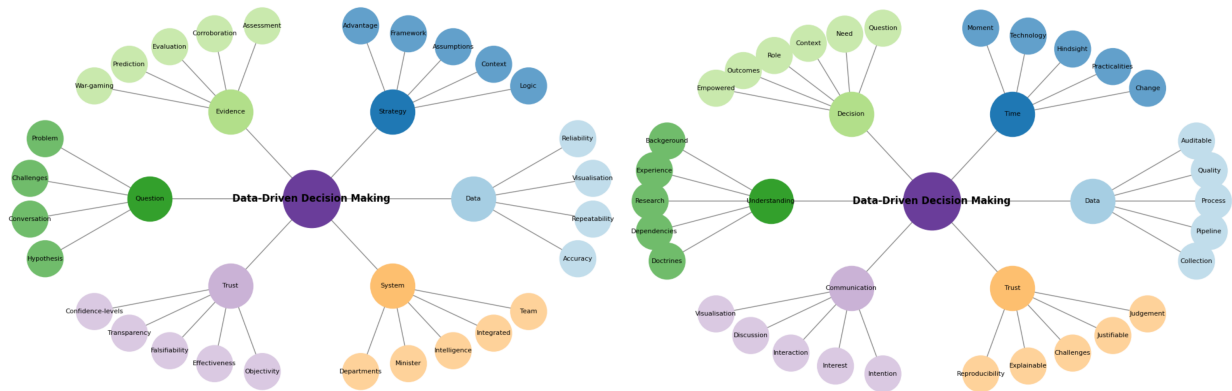 Assessment
Corroboration
Evaluation
Prediction
War-gaming
Evidence
Advantage
Framework
Assumptions
Context
Logic
Strategy
Problem
Challenges
Conversation
Hypothesis
Question
Data-Driven Decision Making
Reliability
Visualisation
Repeatability
Accuracy
Data
Trust
Confidence-levels
Transparency
Falsifiability
Effectiveness
Objectivity
System
Team
Integrated
Intelligence
Minister
Departments
Question
Need
Context
Role
Outcomes
Empowered
Decision
Moment
Technology
Hindsight
Practicalities
Change
Time
Backgoround
Experience
Research
Dependencies
Doctrines
Understanding
Data-Driven Decision Making
Auditable
Quality
Process
Pipeline
Collection
Data
Communication
Visualisation
Discussion
Interaction
Interest
Intention
Trust
Judgement
Justifiable
Challenges
Explainable
Reproducibility